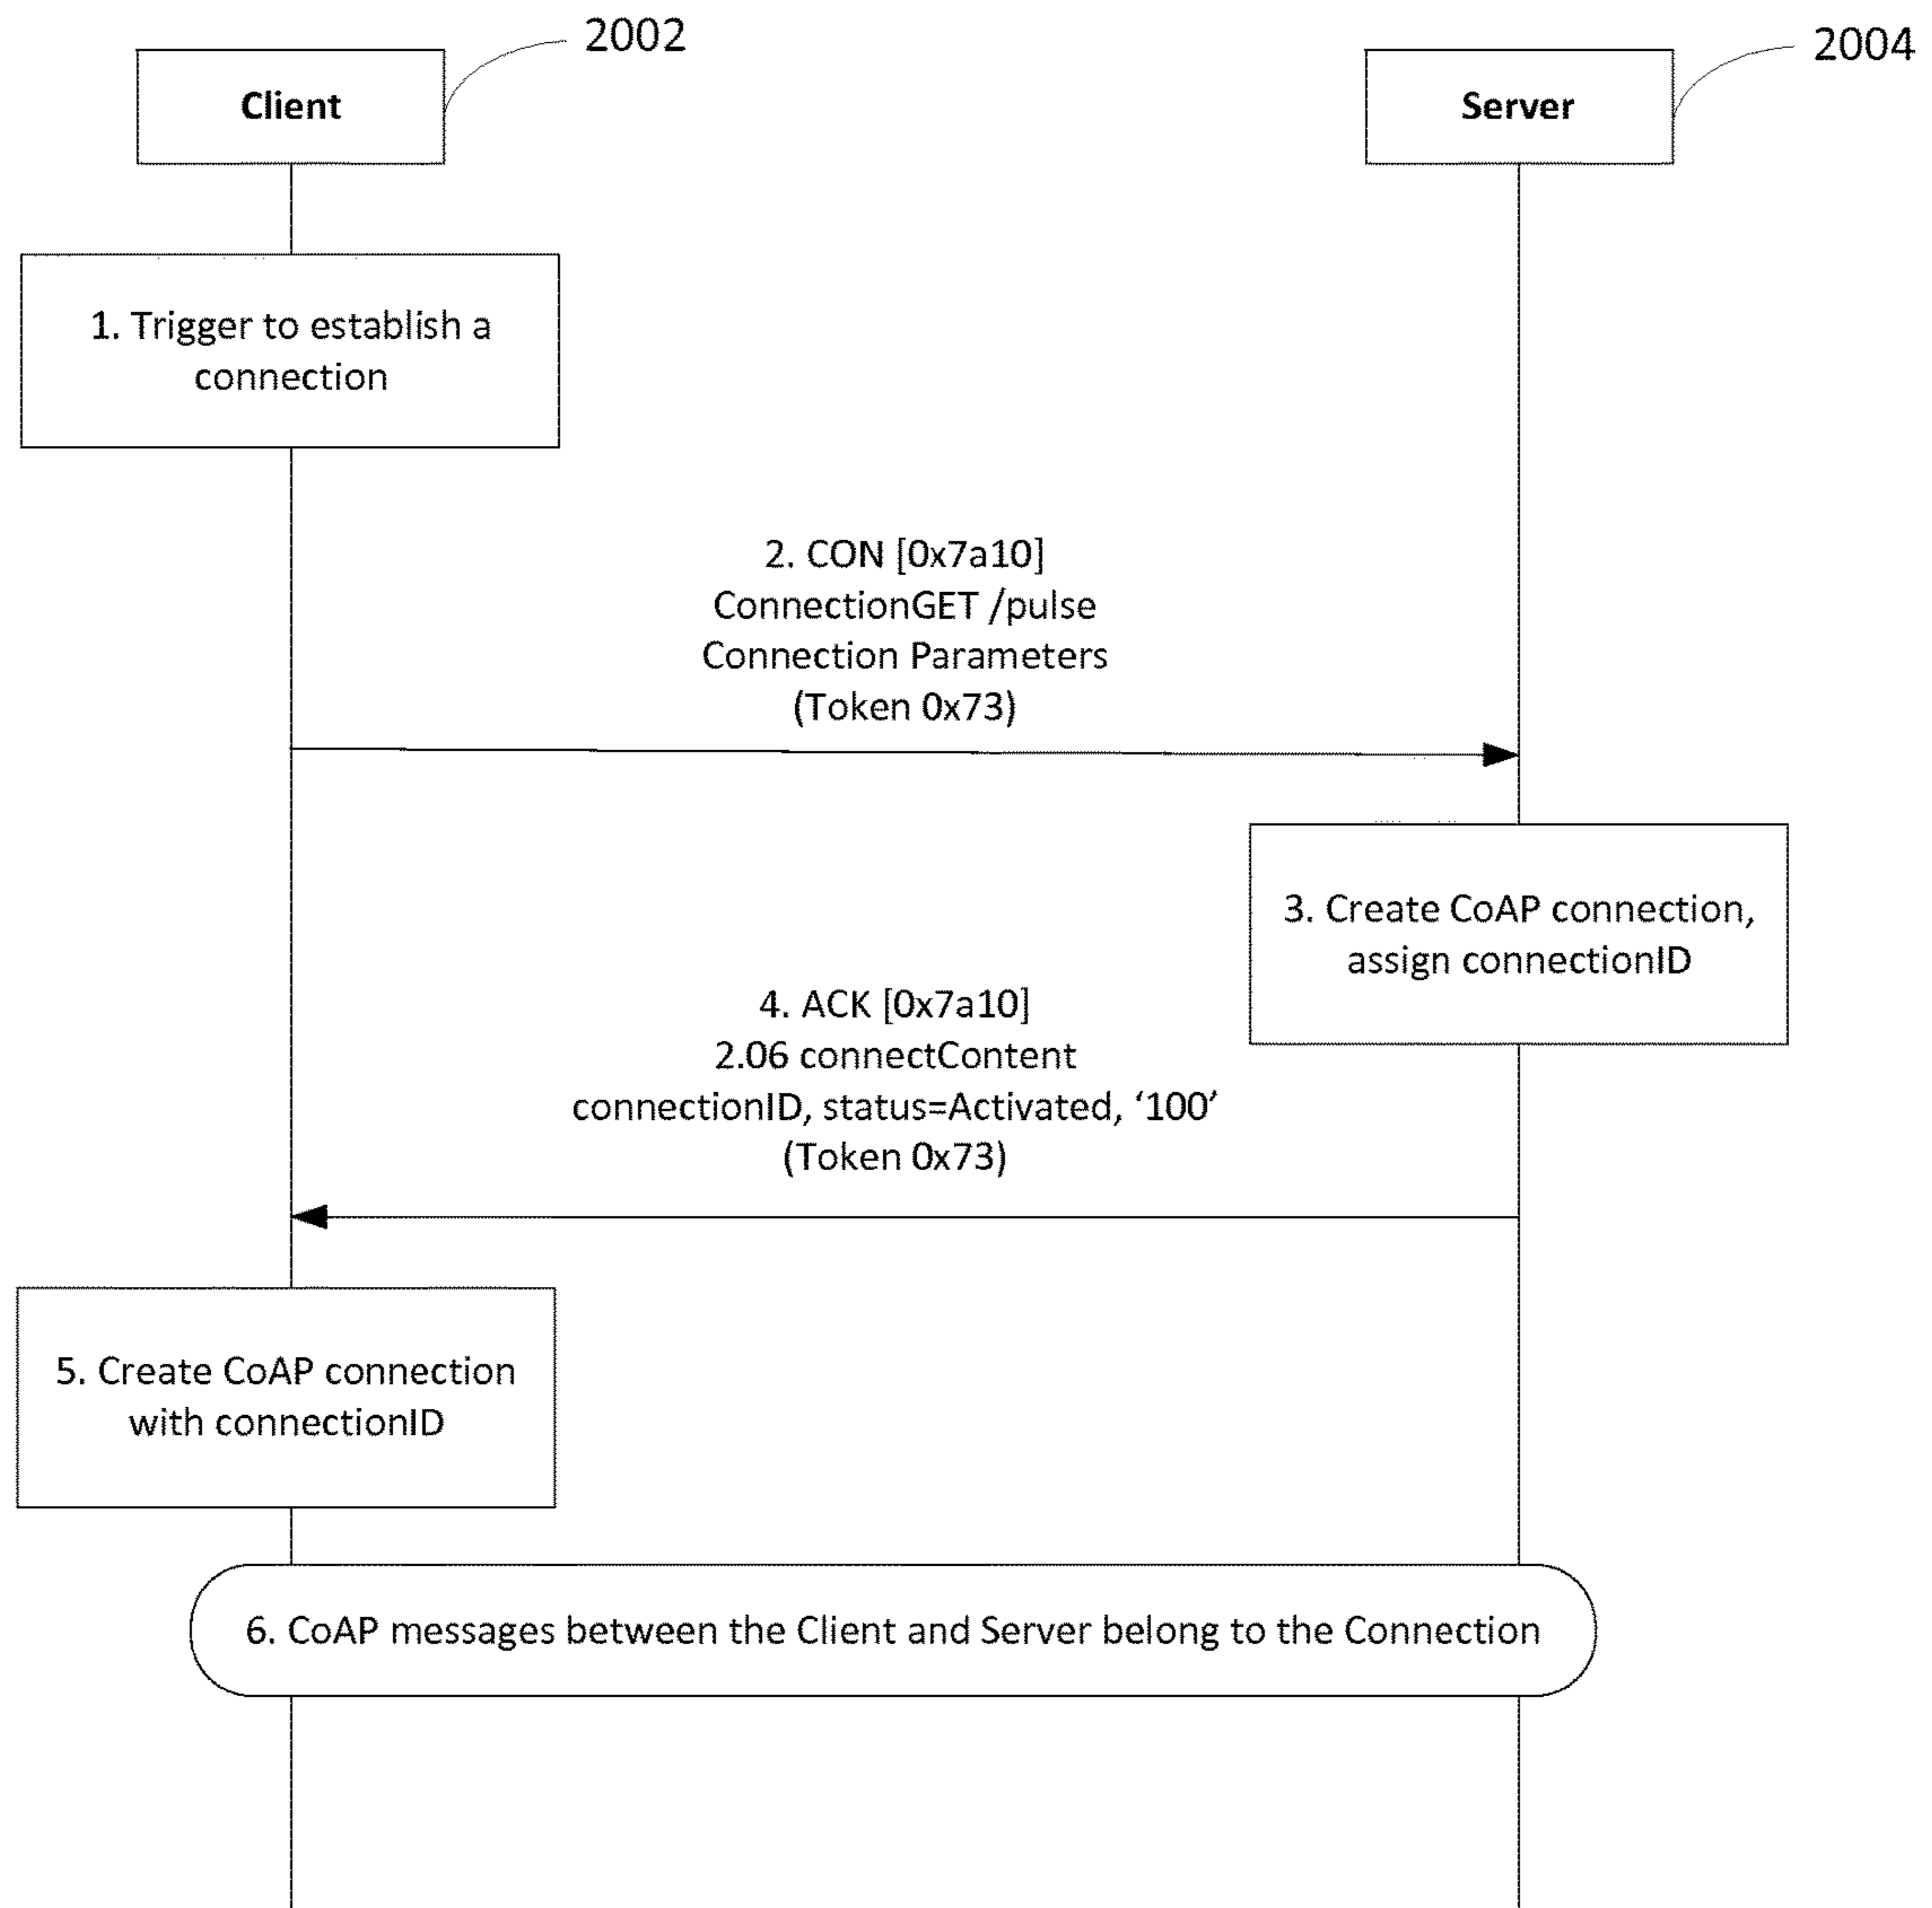 2002
2004
Client
Server
1. Trigger to establish a
connection
2. CON [0x7a10]
ConnectionGET /pulse
Connection Parameters
(Token 0x73)
3. Create CoAP connection,
assign connectionID
4. ACK [0x7a10]
2.06 connectContent
connectionID, status=Activated, ‘100’
(Token 0x73)
5. Create CoAP connection
with connectionID
6. CoAP messages between the Client and Server belong to the Connection